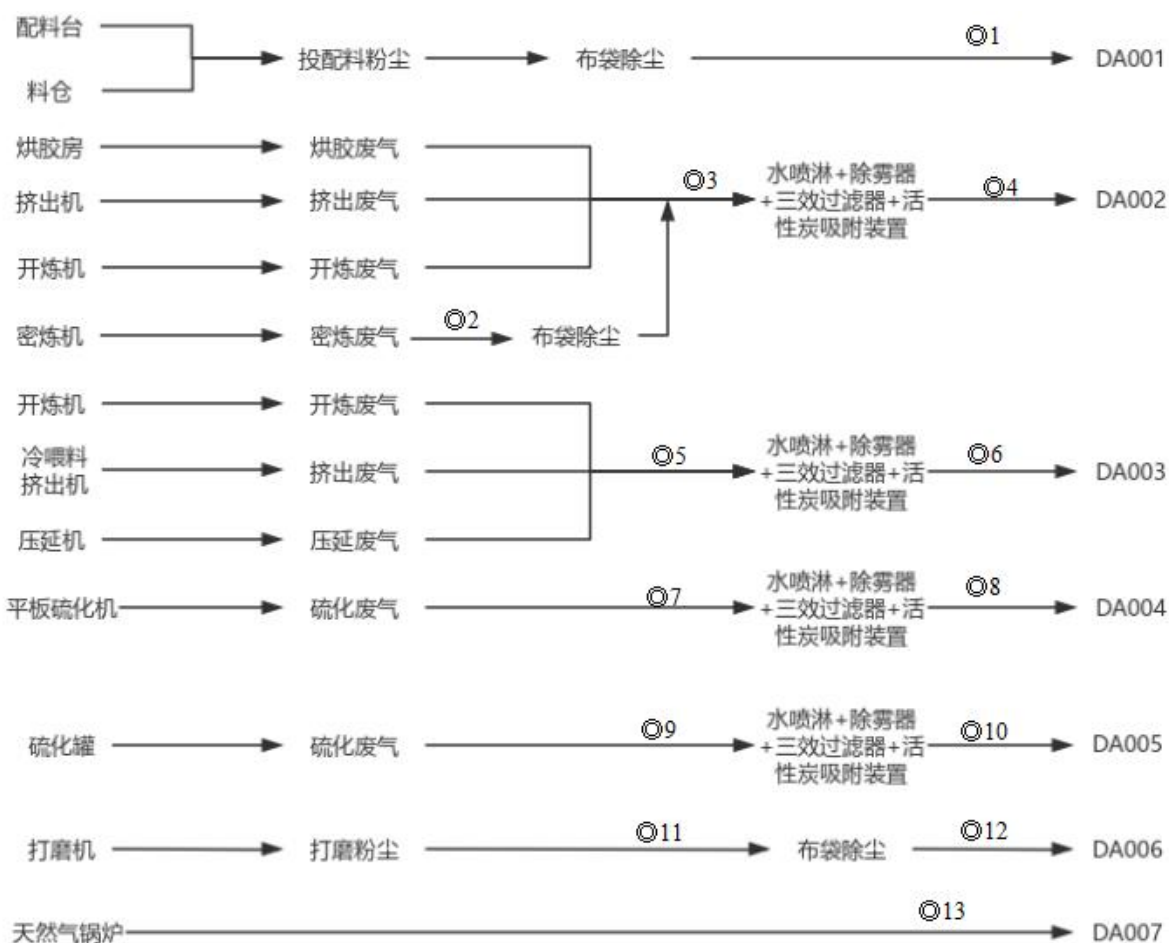 配料台
料仓
投配料粉尘
布袋除尘
◎1
DA001
烘胶房
烘胶废气
挤出机
挤出废气
◎3
水喷淋+除雾器
+三效过滤器+活
性炭吸附装置
◎4
DA002
开炼机
开炼废气
密炼机
密炼废气
◎2
布袋除尘
开炼机
开炼废气
冷喂料
挤出机
挤出废气
◎5
水喷淋+除雾器
+三效过滤器+活
性炭吸附装置
◎6
DA003
压延机
压延废气
平板硫化机
硫化废气
◎7
水喷淋+除雾器
+三效过滤器+活
性炭吸附装置
◎8
DA004
硫化罐
硫化废气
◎9
水喷淋+除雾器
+三效过滤器+活
性炭吸附装置
◎10
DA005
打磨机
打磨粉尘
◎11
布袋除尘
◎12
DA006
天然气锅炉
◎13
DA007